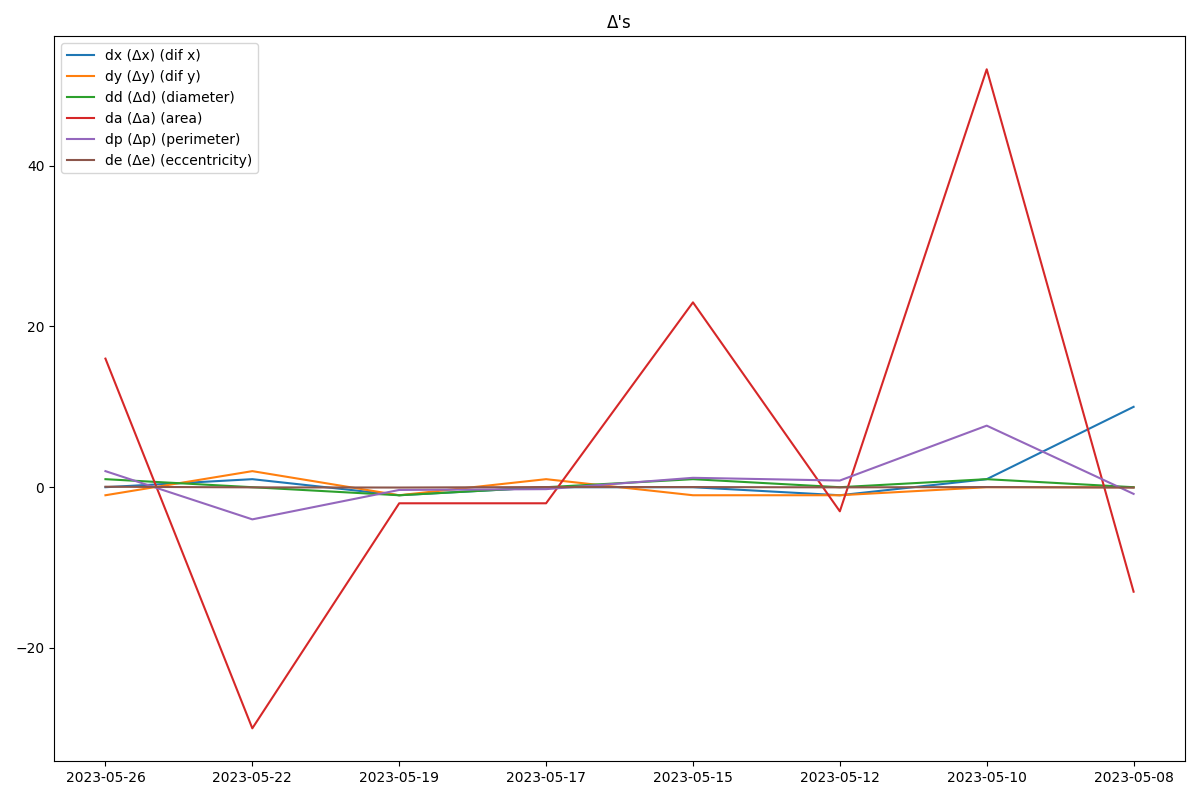 Δ's
dx (Δx) (dif x)
dy (Δy) (dif y)
dd (Δd) (diameter)
da (Δa) (area)
dp (Δp) (perimeter)
de (Δe) (eccentricity)
40
20
0
−20
2023-05-26 2023-05-22 2023-05-19 2023-05-17 2023-05-15 2023-05-12 2023-05-10 2023-05-08